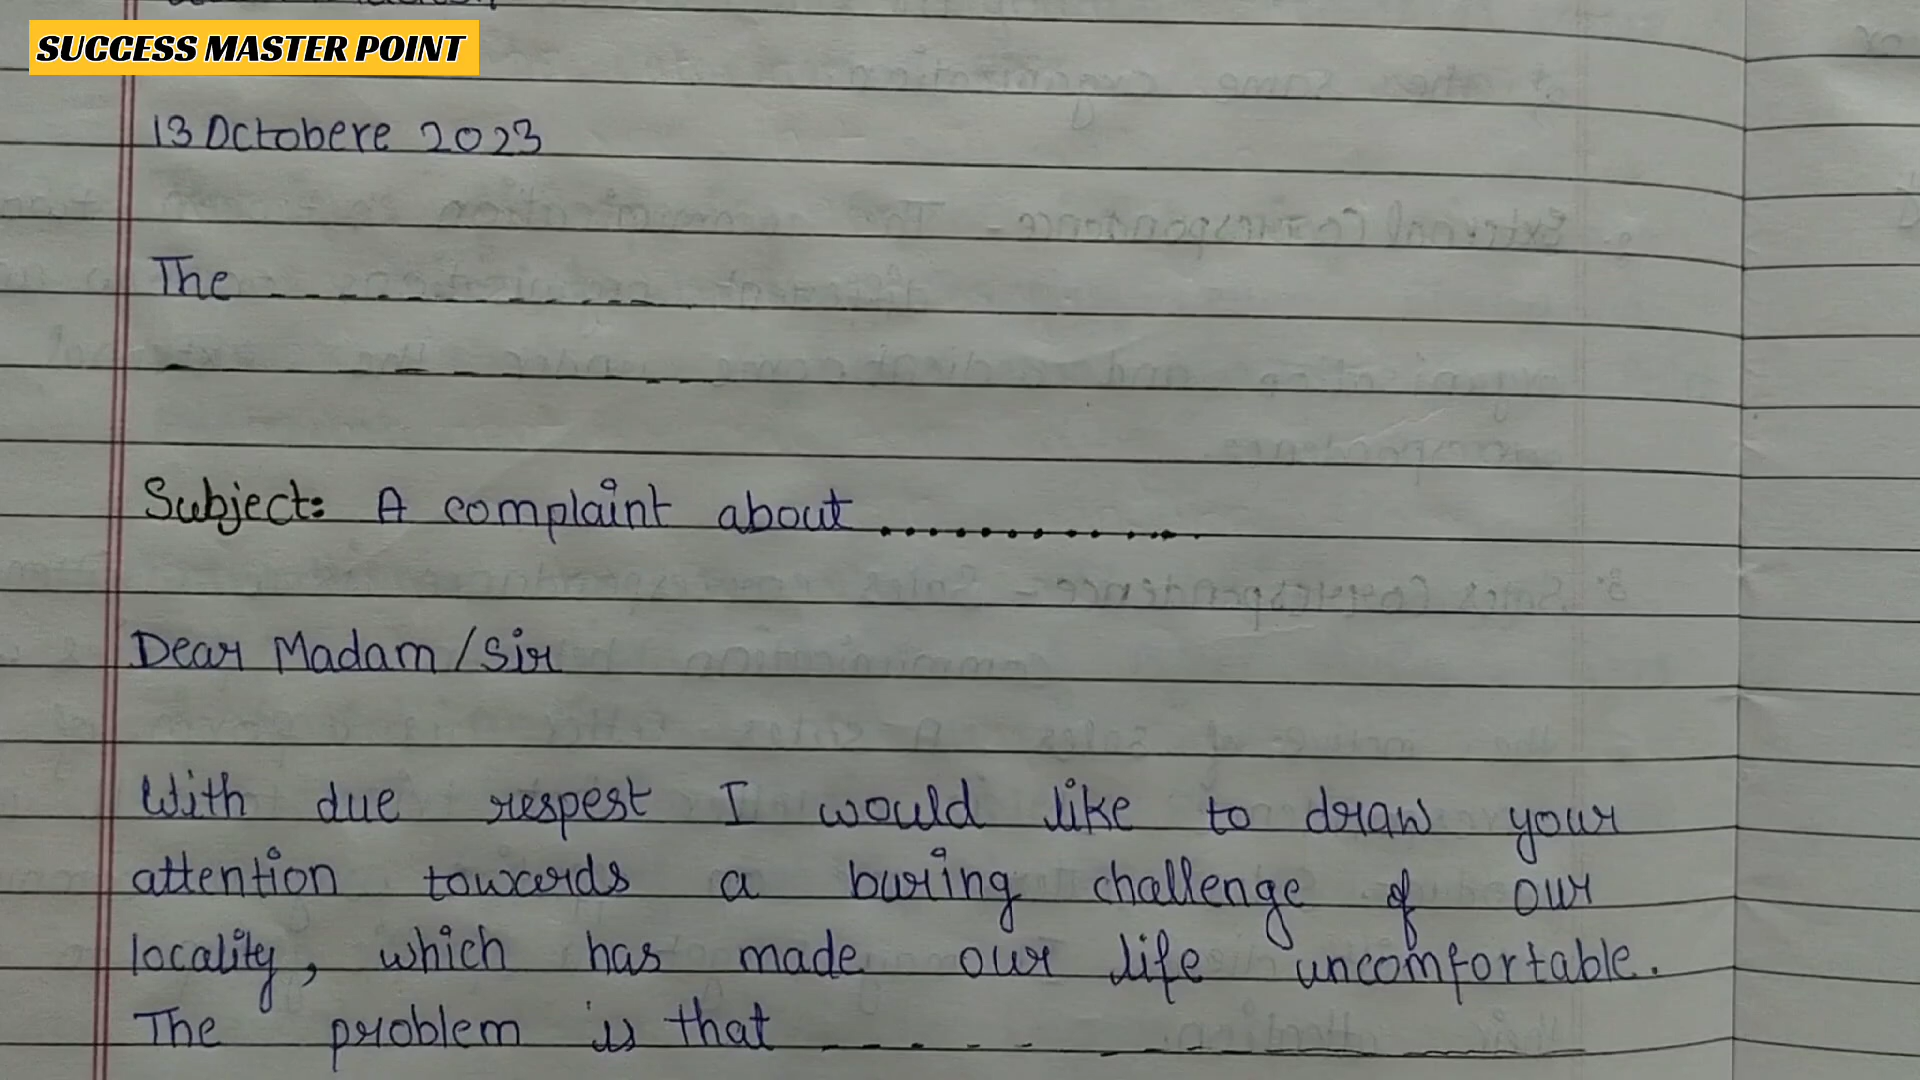 SUCCESS MASTER POINT
13 Octobere 2023
The _ _ _ _ _ _ _ _ _ _ _ _
_ _ _ _ _ _ _ _ _ _ _
Subject: A complaint about ..............
Dear Madam / Sir
With due respest I would like to draw your
attention towards a buring challenge of our
locality, which has made our life uncomfortable.
The problem is that _ _ _ _ _ _ _ _ _ _ _